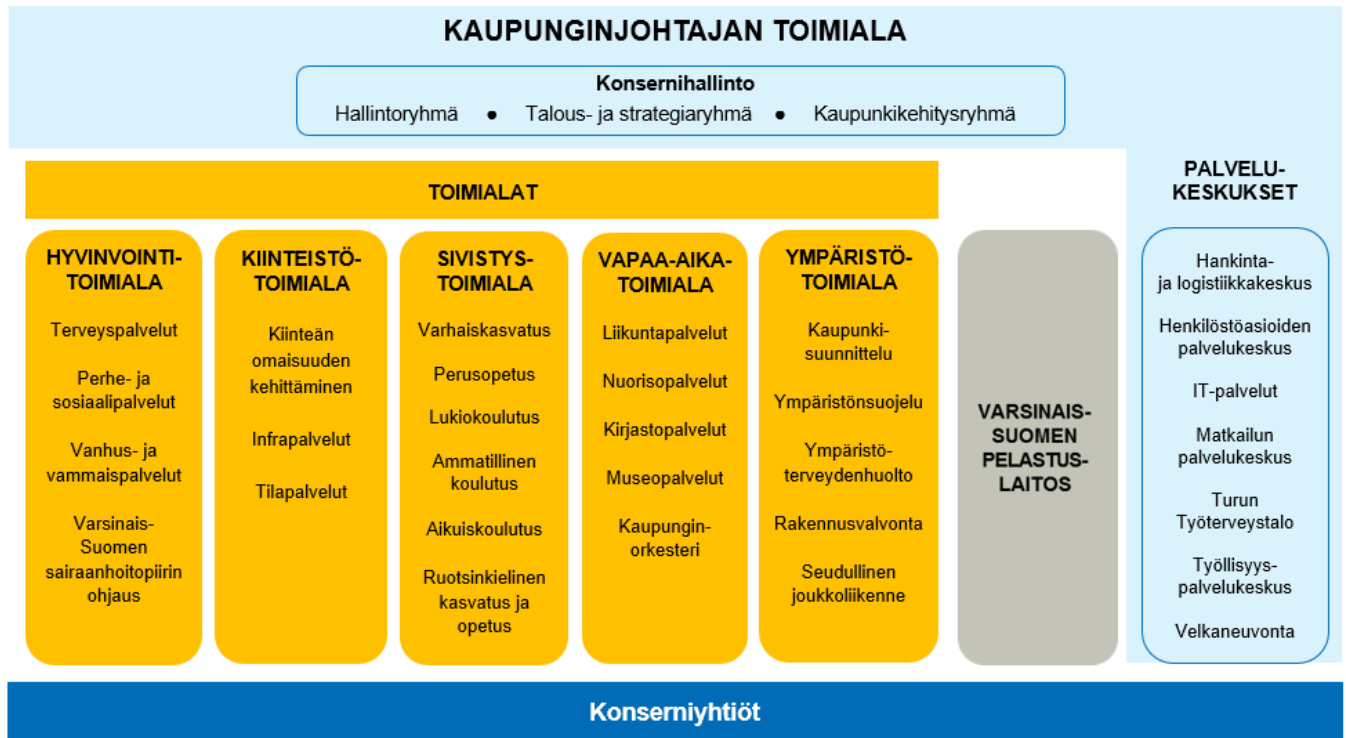 KAUPUNGINJOHTAJAN TOIMIALA
Konsernihallinto
Hallintoryhmä • Talous- ja strategiaryhmä • Kaupunkikehitysryhmä
TOIMIALAT
HYVINVOINTI-
TOIMIALA
Terveyspalvelut
Perhe- ja
sosiaalipalvelut
Vanhus- ja
vammaispalvelut
Varsinais-
Suomen
sairaanhoitopiirin
ohjaus
KIINTEISTÖ-
TOIMIALA
Kiinteän
omaisuuden
kehittäminen
Infrapalvelut
Tilapalvelut
SIVISTYS-
TOIMIALA
Varhaiskasvatus
Perusopetus
Lukiokoulutus
Ammatillinen
koulutus
Aikuiskoulutus
Ruotsinkielinen
kasvatus ja
opetus
VAPAA-AIKA-
TOIMIALA
Liikuntapalvelut
Nuorisopalvelut
Kirjastopalvelut
Museopalvelut
Kaupungin-
orkesteri
YMPÄRISTÖ-
TOIMIALA
Kaupunki-
suunnittelu
Ympäristönsuojelu
Ympäristö-
terveydenhuolto
Rakennusvalvonta
Seudullinen
joukkoliikenne
VARSINAIS-
SUOMEN
PELASTUS-
LAITOS
PALVELU-
KESKUKSET
Hankinta-
ja logistiikkakeskus
Henkilöstöasioiden
palvelukeskus
IT-palvelut
Matkailun
palvelukeskus
Turun
Työterveystalo
Työllisyys-
palvelukeskus
Velkaneuvonta
Konserniyhtiöt